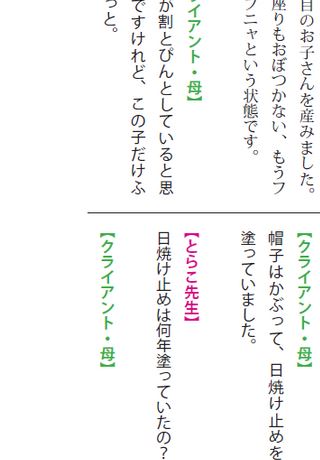 目のお子さんを産みました。
座りもおぼつかない、もうフ
ニャという状態です。
イアント・母】
が割とぴんとしていると思
ですけれど、この子だけふ
っと。
【クライアント・母】
帽子はかぶって、日焼け止めを
塗っていました。
【とらこ先生】
日焼け止めは何年塗っていたの？
【クライアント・母】